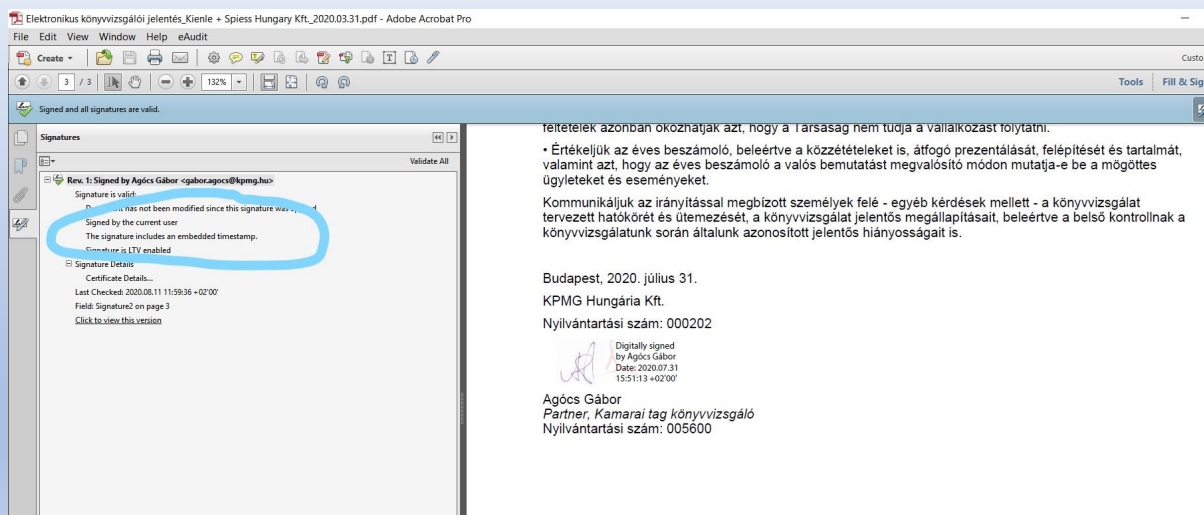 Elektronikus könyvvizsgálói jelentés_Kienle + Spiess Hungary Kft._2020.03.31.pdf - Adobe Acrobat Pro
File Edit View Window Help eAudit
Create
Custo
3 / 3
132%
Tools Fill & Sig
Signed and all signatures are valid.
Signatures
Validate All
Rev. 1: Signed by Agócs Gábor <gabor.agocs@kpmg.hu>
Signature is valid:
has not been modified since this signature was
Signed by the current user
The signature includes an embedded timestamp.
Signature is LTV enabled
Signature Details
Certificate Details...
Last Checked: 2020.08.11 11:59:36 +02'00'
Field: Signature2 on page 3
Click to view this version
feltételek azonban okozhatják azt, hogy a Társaság nem tudja a vállalkozást folytatni.
• Értékeljük az éves beszámoló, beleértve a közzétételeket is, átfogó prezentálását, felépítését és tartalmát,
valamint azt, hogy az éves beszámoló a valós bemutatást megvalósító módon mutatja-e be a mögöttes
ügyleteket és eseményeket.
Kommunikáljuk az irányítással megbízott személyek felé - egyéb kérdések mellett - a könyvvizsgálat
tervezett hatókörét és ütemezését, a könyvvizsgálat jelentős megállapításait, beleértve a belső kontrollnak a
könyvvizsgálatunk során általunk azonosított jelentős hiányosságait is.
Budapest, 2020. július 31.
KPMG Hungária Kft.
Nyilvántartási szám: 000202
Digitally signed
by Agócs Gábor
Date: 2020.07.31
15:51:13 +02'00'
Agócs Gábor
Partner, Kamarai tag könyvvizsgáló
Nyilvántartási szám: 005600